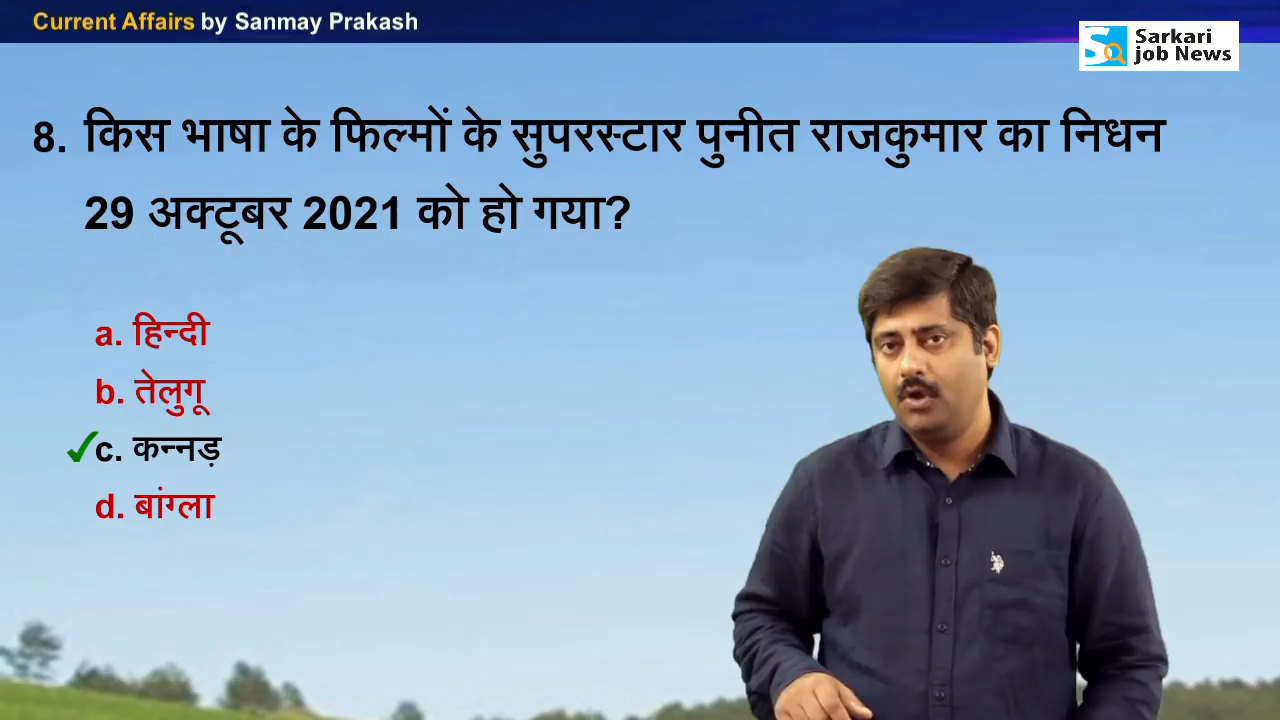 Current Affairs by Sanmay Prakash
Sarkari
Job News
8. किस भाषा के फिल्मों के सुपरस्टार पुनीत राजकुमार का निधन
29 अक्टूबर 2021 को हो गया?
a. हिन्दी
b. तेलुगू
c. कन्नड़
d. बांग्ला